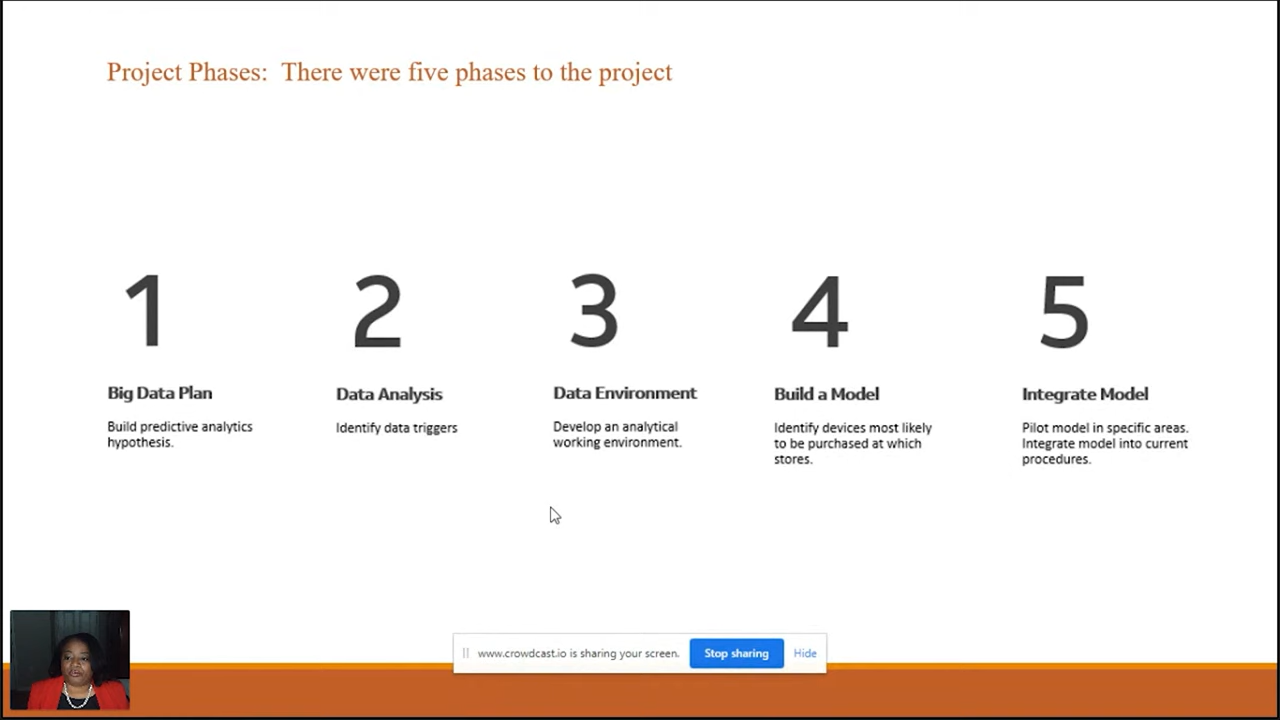 Project Phases:  There were five phases to the project
1
Big Data Plan
Build predictive analytics
hypothesis.
2
Data Analysis
Identify data triggers
3
Data Environment
Develop an analytical
working environment.
4
Build a Model
Identify devices most likely
to be purchased at which
stores.
5
Integrate Model
Pilot model in specific areas.
Integrate model into current
procedures.
www.crowdcast.io is sharing your screen.
Stop sharing
Hide